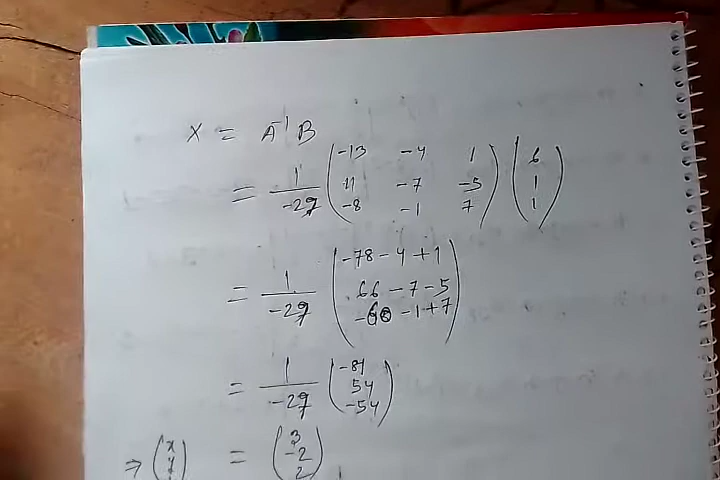 X = A⁻¹B
= 1/-27 (-13 -4 1; 11 -7 -5; -8 -1 7) (6; 1; 1)
= 1/-27 (-78 - 4 + 1; 66 - 7 - 5; -60 - 1 + 7)
= 1/-27 (-81; 54; -54)
⇒ (x; y; = (3; -2; 2)